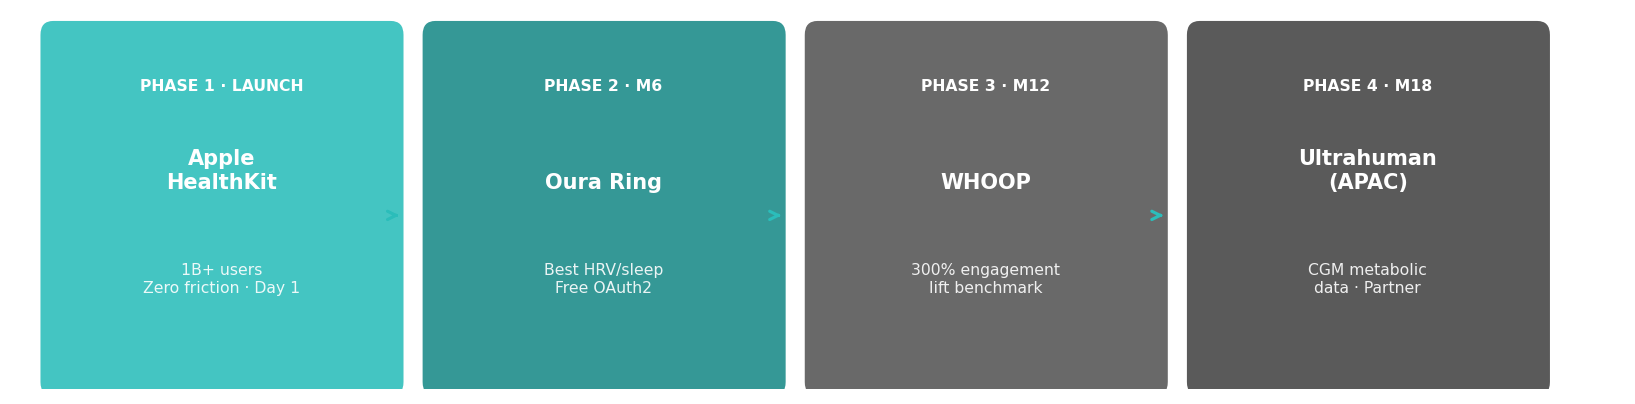 PHASE 1 · LAUNCH
Apple
HealthKit
1B+ users
Zero friction · Day 1
PHASE 2 · M6
Oura Ring
Best HRV/sleep
Free OAuth2
PHASE 3 · M12
WHOOP
300% engagement
lift benchmark
PHASE 4 · M18
Ultrahuman
(APAC)
CGM metabolic
data · Partner